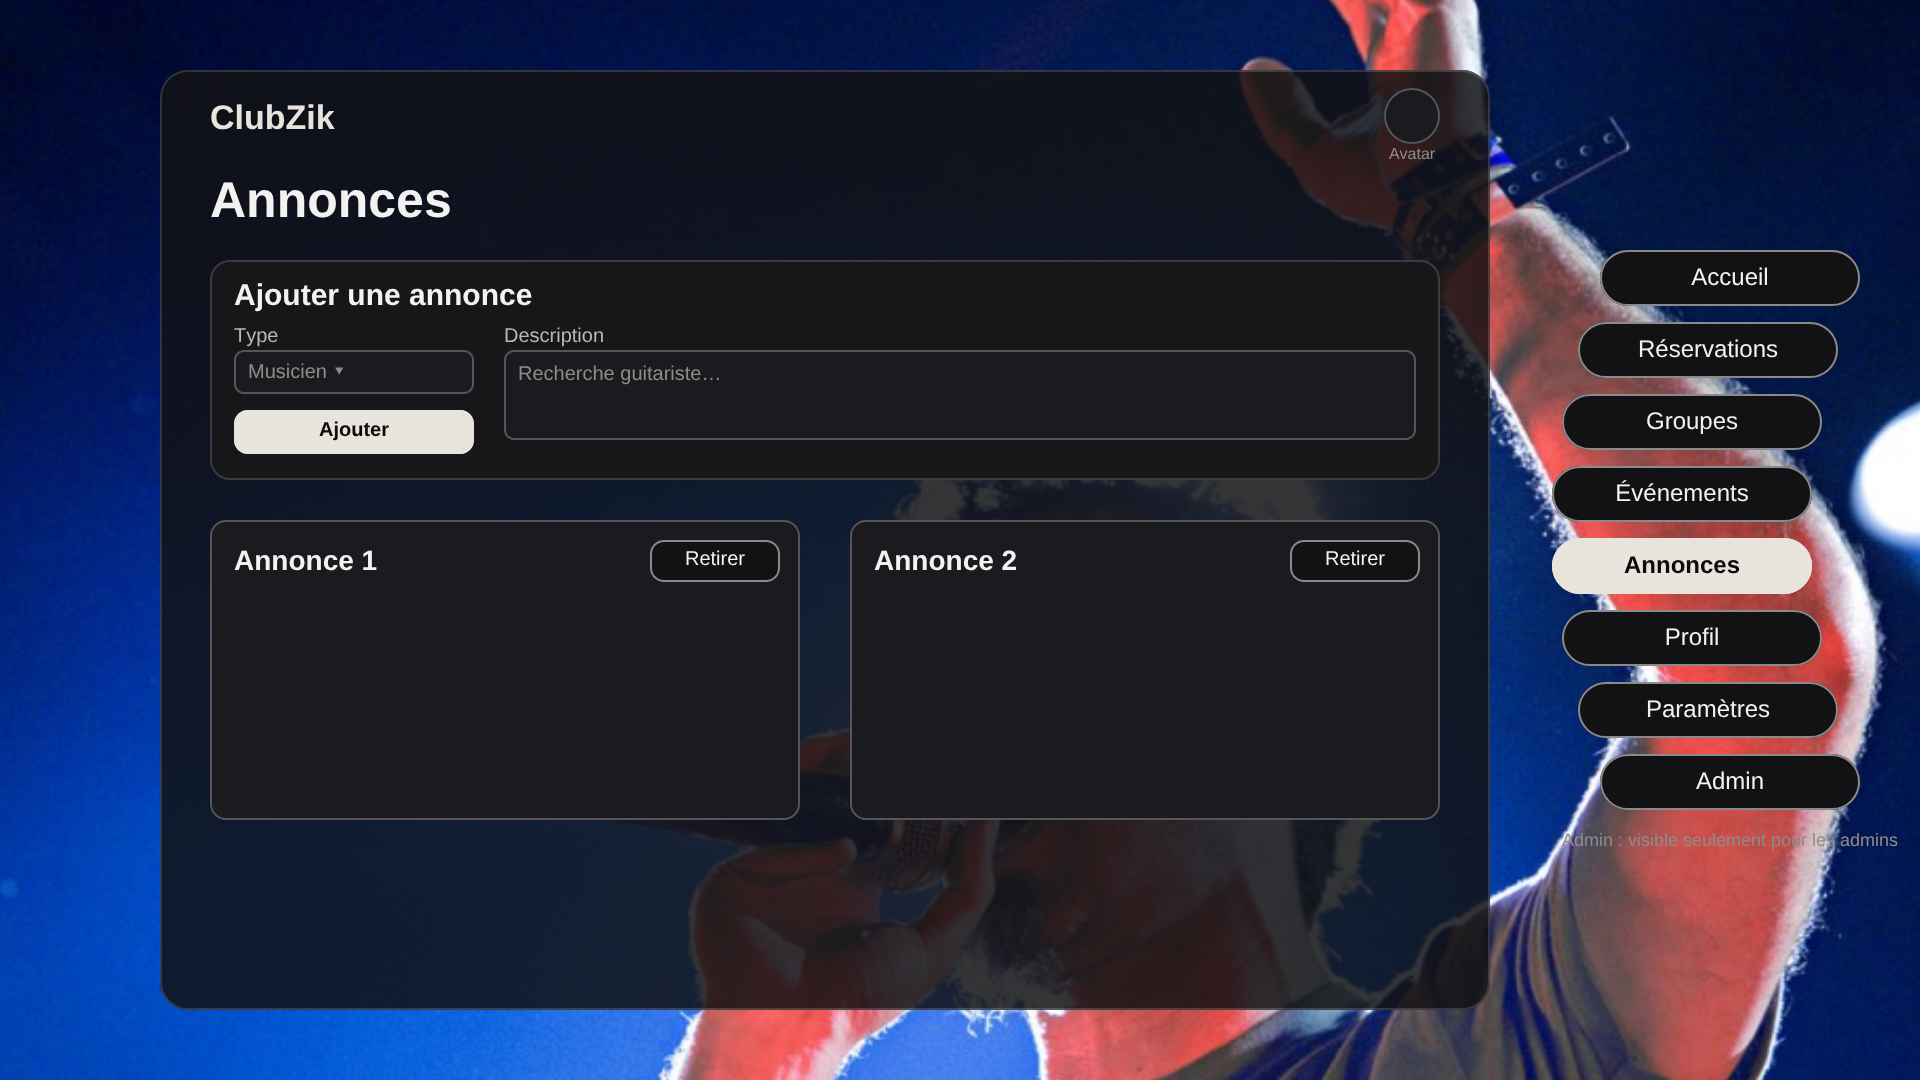 ClubZik
Avatar
Annonces
Ajouter une annonce
Type
Description
Musicien ▾
Recherche guitariste…
Ajouter
Annonce 1
Retirer
Annonce 2
Retirer
Accueil
Réservations
Groupes
Événements
Annonces
Profil
Paramètres
Admin
Admin : visible seulement pour les admins